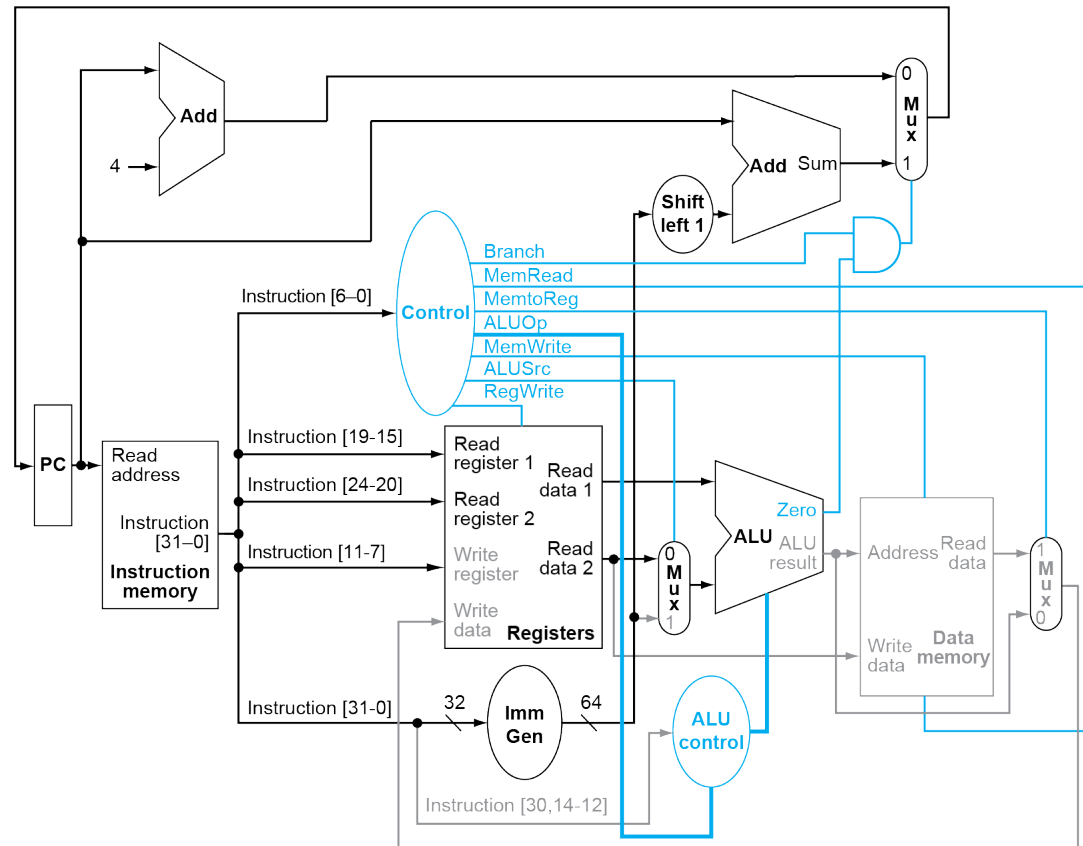 0
M
u
x
1
Add
4
Add
Sum
Shift
left 1
Branch
MemRead
MemtoReg
ALUOp
MemWrite
ALUSrc
RegWrite
Control
Instruction [6–0]
Instruction [19-15]
Instruction [24-20]
Instruction [11-7]
Instruction [31-0]
PC
Read
address
Instruction
[31–0]
Instruction
memory
Read
register 1
Read
register 2
Write
register
Write
data
Read
data 1
Read
data 2
Registers
0
M
u
x
1
Zero
ALU
ALU
result
Address
Read
data
Write
data
Data
memory
1
M
u
x
0
32
Imm
Gen
64
ALU
control
Instruction [30,14-12]